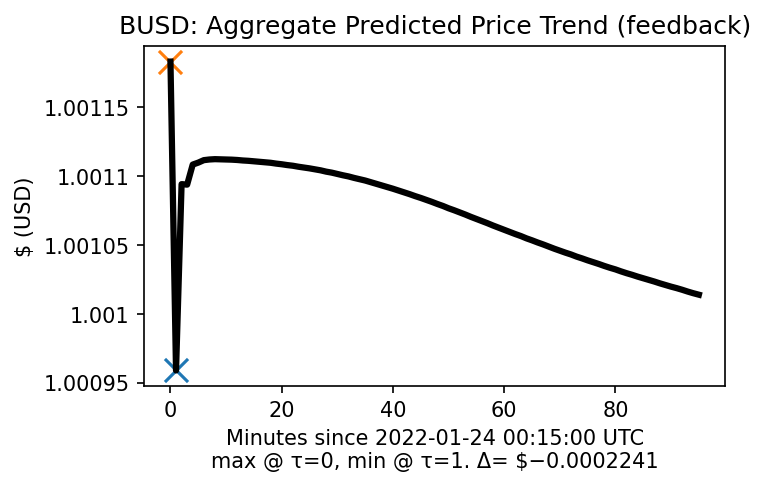 BUSD: Aggregate Predicted Price Trend (feedback)
$ (USD)
1.00115
1.0011
1.00105
1.001
1.00095
0 20 40 60 80
Minutes since 2022-01-24 00:15:00 UTC
max @ τ=0, min @ τ=1. Δ= $−0.0002241